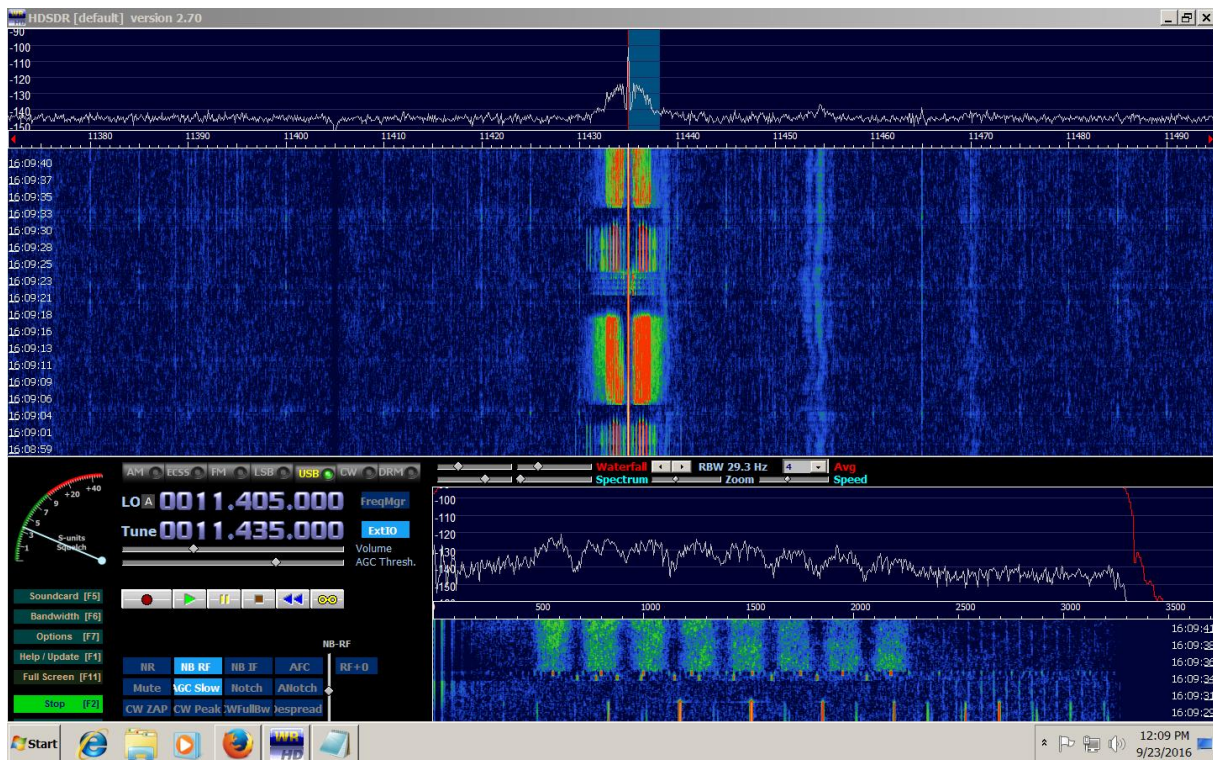 HDSDR [default] version 2.70
-90
-100
-110
-120
-130
-140
-150
11380 11390 11400 11410 11420 11430 11440 11450 11460 11470 11480 11490
16:09:40
16:09:37
16:09:35
16:09:33
16:09:30
16:09:28
16:09:25
16:09:23
16:09:21
16:09:18
16:09:16
16:09:13
16:09:11
16:09:09
16:09:06
16:09:04
16:09:01
16:08:59
AM ECSS FM LSB USB CW DRM
Waterfall RBW 29.3 Hz 4 Avg
Spectrum Zoom Speed
+20 +40
9
7
5
3
1
S-units
Squelch
LO A 0011.405.000 FreqMgr
Tune 0011.435.000 ExtIO
Volume
AGC Thresh.
-100
-110
-120
-130
-140
-150
500 1000 1500 2000 2500 3000 3500
Soundcard [F5]
Bandwidth [F6]
Options [F7]
Help / Update [F1]
Full Screen [F11]
Stop [F2]
NB-RF
NR NB RF NB IF AFC RF+0
Mute AGC Slow Notch ANotch
CW ZAP CW Peak CWFullBw Despread
16:09:41
16:09:38
16:09:36
16:09:34
16:09:31
16:09:29
Start
WR
HD
12:09 PM
9/23/2016